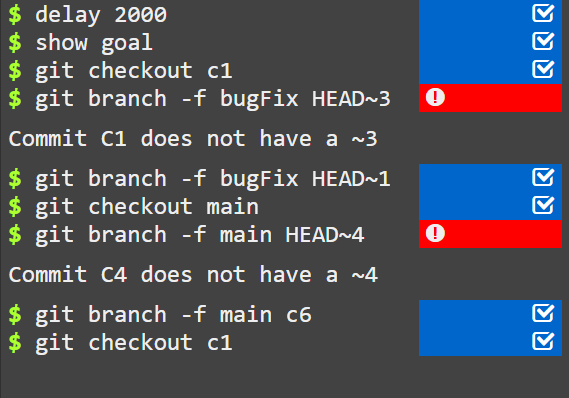 $ delay 2000
$ show goal
$ git checkout c1
$ git branch -f bugFix HEAD~3
Commit C1 does not have a ~3
$ git branch -f bugFix HEAD~1
$ git checkout main
$ git branch -f main HEAD~4
Commit C4 does not have a ~4
$ git branch -f main c6
$ git checkout c1